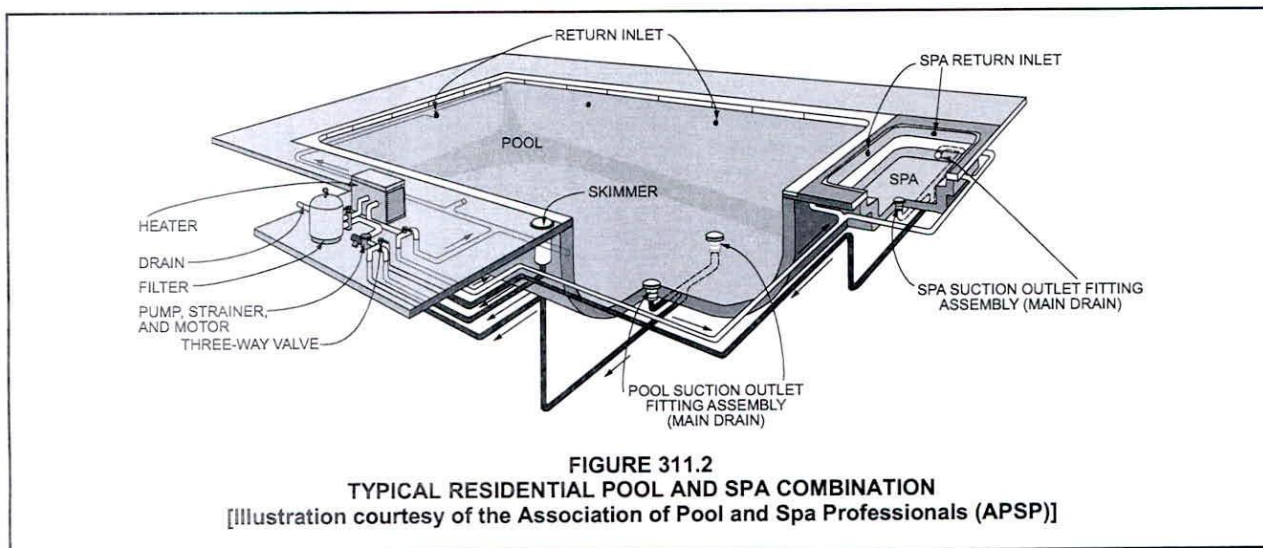 RETURN INLET
SPA RETURN INLET
POOL
SPA
SKIMMER
HEATER
DRAIN
FILTER
PUMP, STRAINER,
AND MOTOR
THREE-WAY VALVE
SPA SUCTION OUTLET FITTING
ASSEMBLY (MAIN DRAIN)
POOL SUCTION OUTLET
FITTING ASSEMBLY
(MAIN DRAIN)
FIGURE 311.2
TYPICAL RESIDENTIAL POOL AND SPA COMBINATION
[Illustration courtesy of the Association of Pool and Spa Professionals (APSP)]